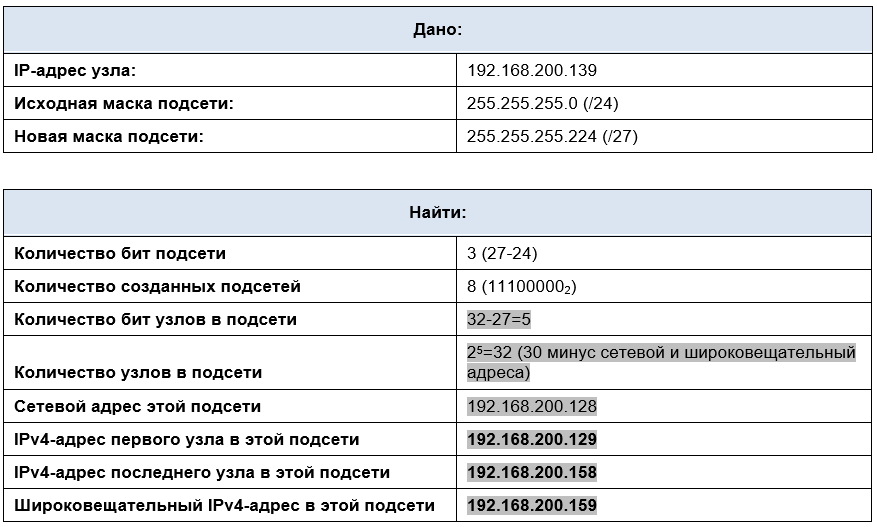 Дано:
IP-адрес узла: 192.168.200.139
Исходная маска подсети: 255.255.255.0 (/24)
Новая маска подсети: 255.255.255.224 (/27)
Найти:
Количество бит подсети 3 (27-24)
Количество созданных подсетей 8 (11100000₂)
Количество бит узлов в подсети 32-27=5
Количество узлов в подсети 2⁵=32 (30 минус сетевой и широковещательный
адреса)
Сетевой адрес этой подсети 192.168.200.128
IPv4-адрес первого узла в этой подсети 192.168.200.129
IPv4-адрес последнего узла в этой подсети 192.168.200.158
Широковещательный IPv4-адрес в этой подсети 192.168.200.159